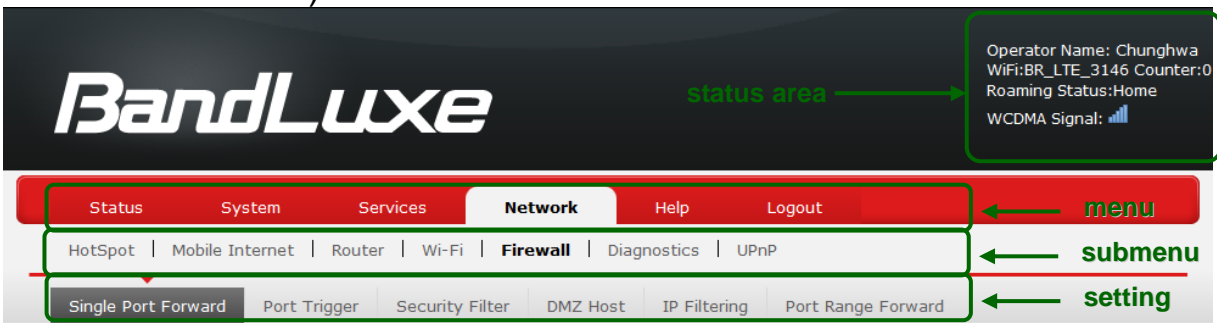 )
BandLuxe
status area
Operator Name: Chunghwa
WiFi:BR_LTE_3146 Counter:0
Roaming Status:Home
WCDMA Signal:
Status System Services Network Help Logout
menu
HotSpot | Mobile Internet | Router | Wi-Fi | Firewall | Diagnostics | UPnP
submenu
Single Port Forward Port Trigger Security Filter DMZ Host IP Filtering Port Range Forward
setting